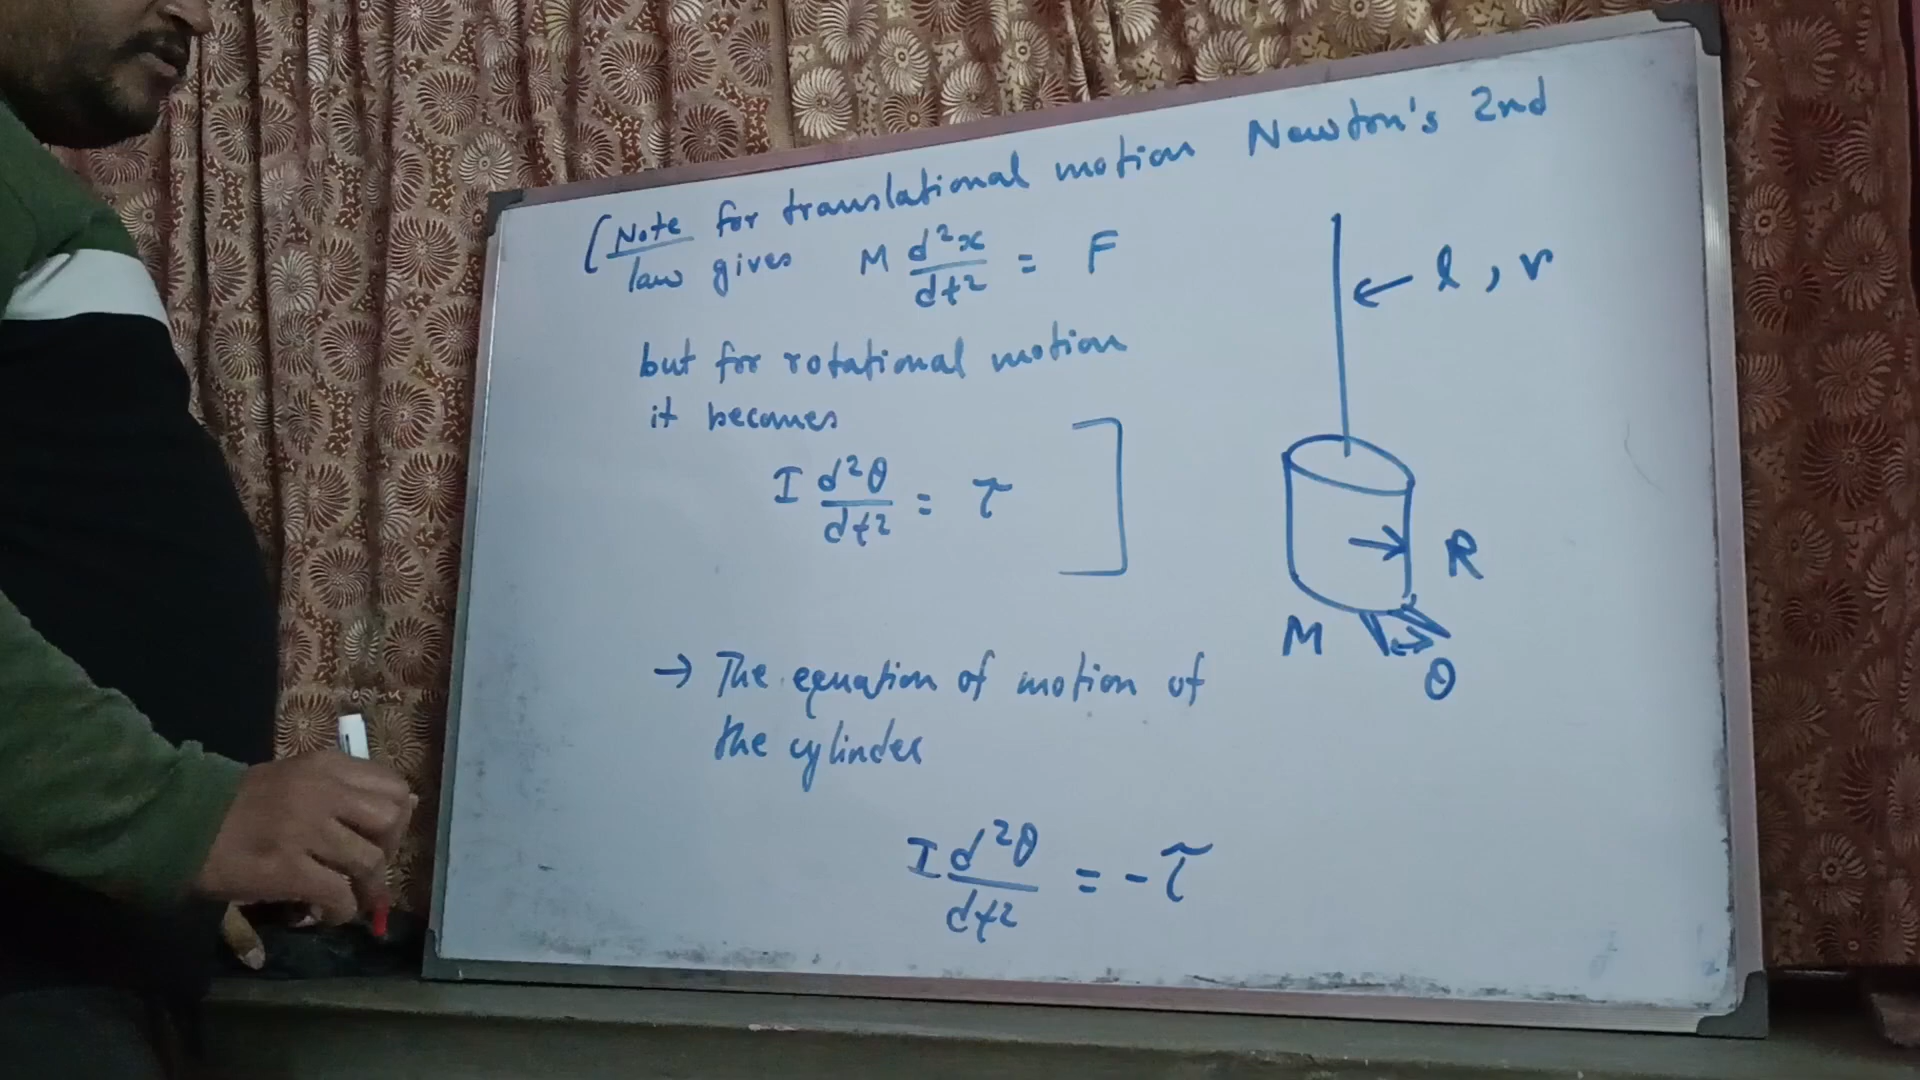 [Note for translational motion Newton's 2nd
law gives M d²x/dt² = F
but for rotational motion
it becomes
I d²θ/dt² = τ ]
← l, r
R
M
θ
→ The equation of motion of
the cylinder
I d²θ/dt² = -τ